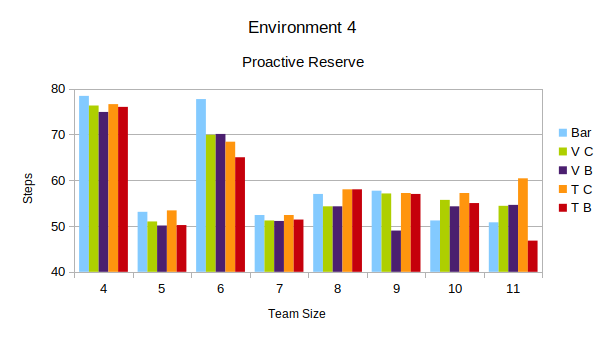 Environment 4
Proactive Reserve
80
70
60
50
40
Steps
4 5 6 7 8 9 10 11
Team Size
Bar
V C
V B
T C
T B